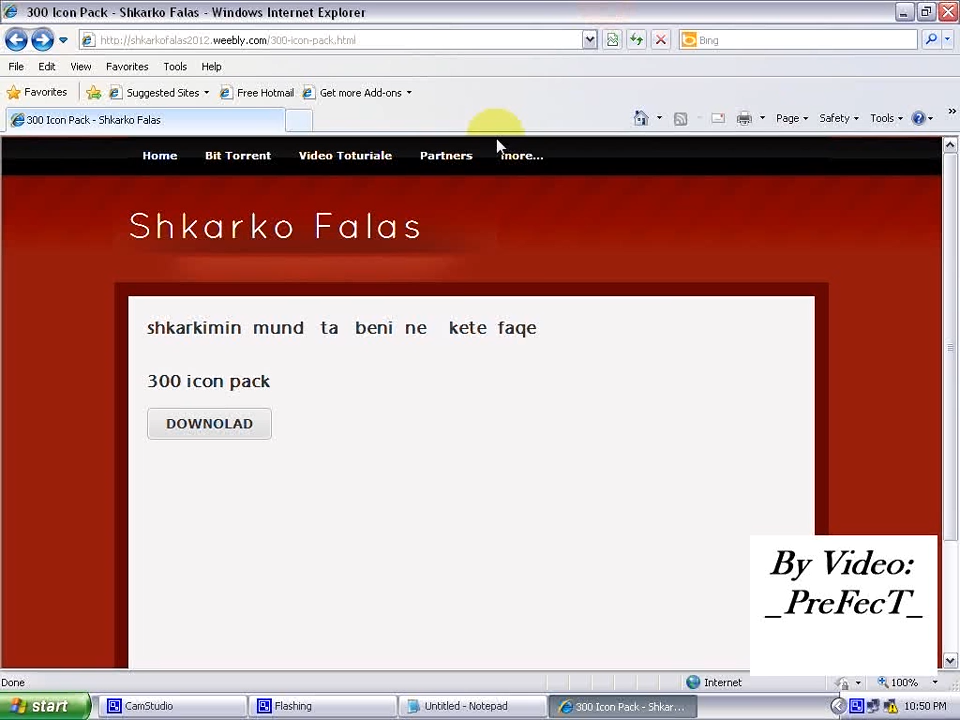 300 Icon Pack - Shkarko Falas - Windows Internet Explorer
http://shkarkofalas2012.weebly.com/300-icon-pack.html
Bing
File Edit View Favorites Tools Help
Favorites Suggested Sites Free Hotmail Get more Add-ons
300 Icon Pack - Shkarko Falas
Page Safety Tools
Home Bit Torrent Video Toturiale Partners more...
Shkarko Falas
shkarkimin mund ta beni ne kete faqe
300 icon pack
DOWNOLAD
By Video:
_PreFecT_
Done Internet 100%
start CamStudio Flashing Untitled - Notepad 300 Icon Pack - Shkar... 10:50 PM